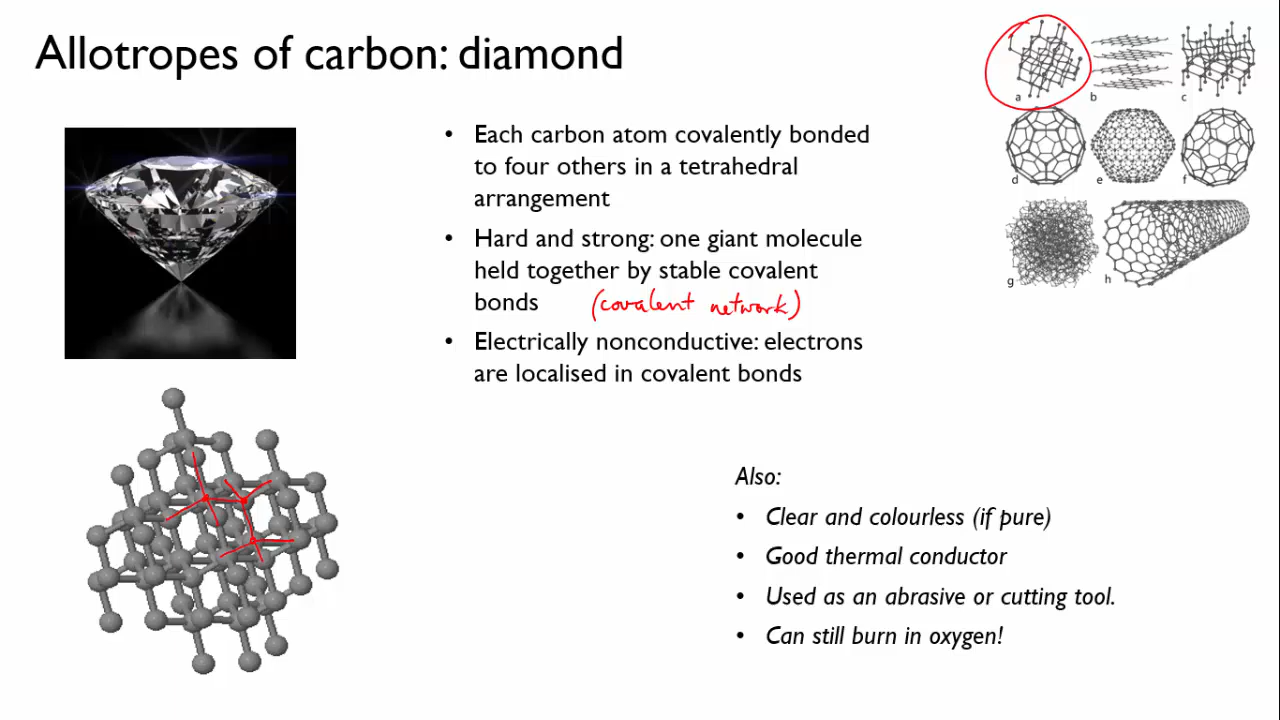 Allotropes of carbon: diamond
• Each carbon atom covalently bonded
to four others in a tetrahedral
arrangement
• Hard and strong: one giant molecule
held together by stable covalent
bonds (covalent network)
• Electrically nonconductive: electrons
are localised in covalent bonds
a b c
d e f
g h
Also:
• Clear and colourless (if pure)
• Good thermal conductor
• Used as an abrasive or cutting tool.
• Can still burn in oxygen!